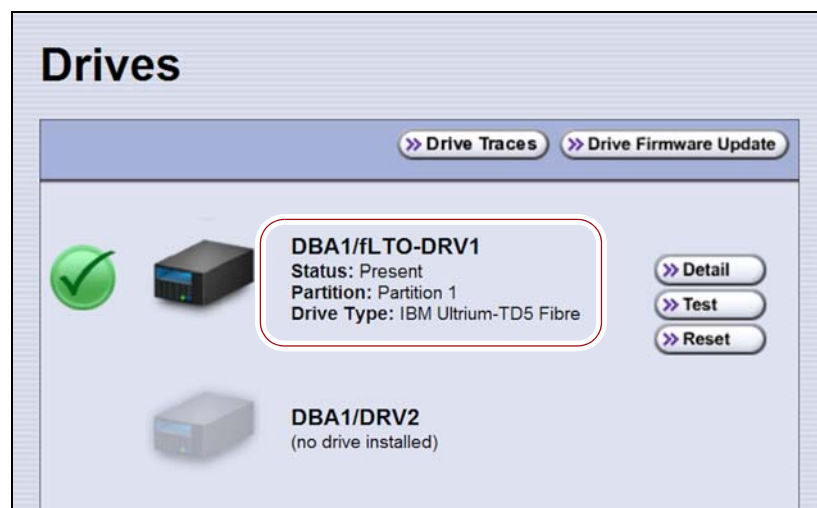 Drives
Drive Traces
Drive Firmware Update
DBA1/fLTO-DRV1
Status: Present
Partition: Partition 1
Drive Type: IBM Ultrium-TD5 Fibre
Detail
Test
Reset
DBA1/DRV2
(no drive installed)